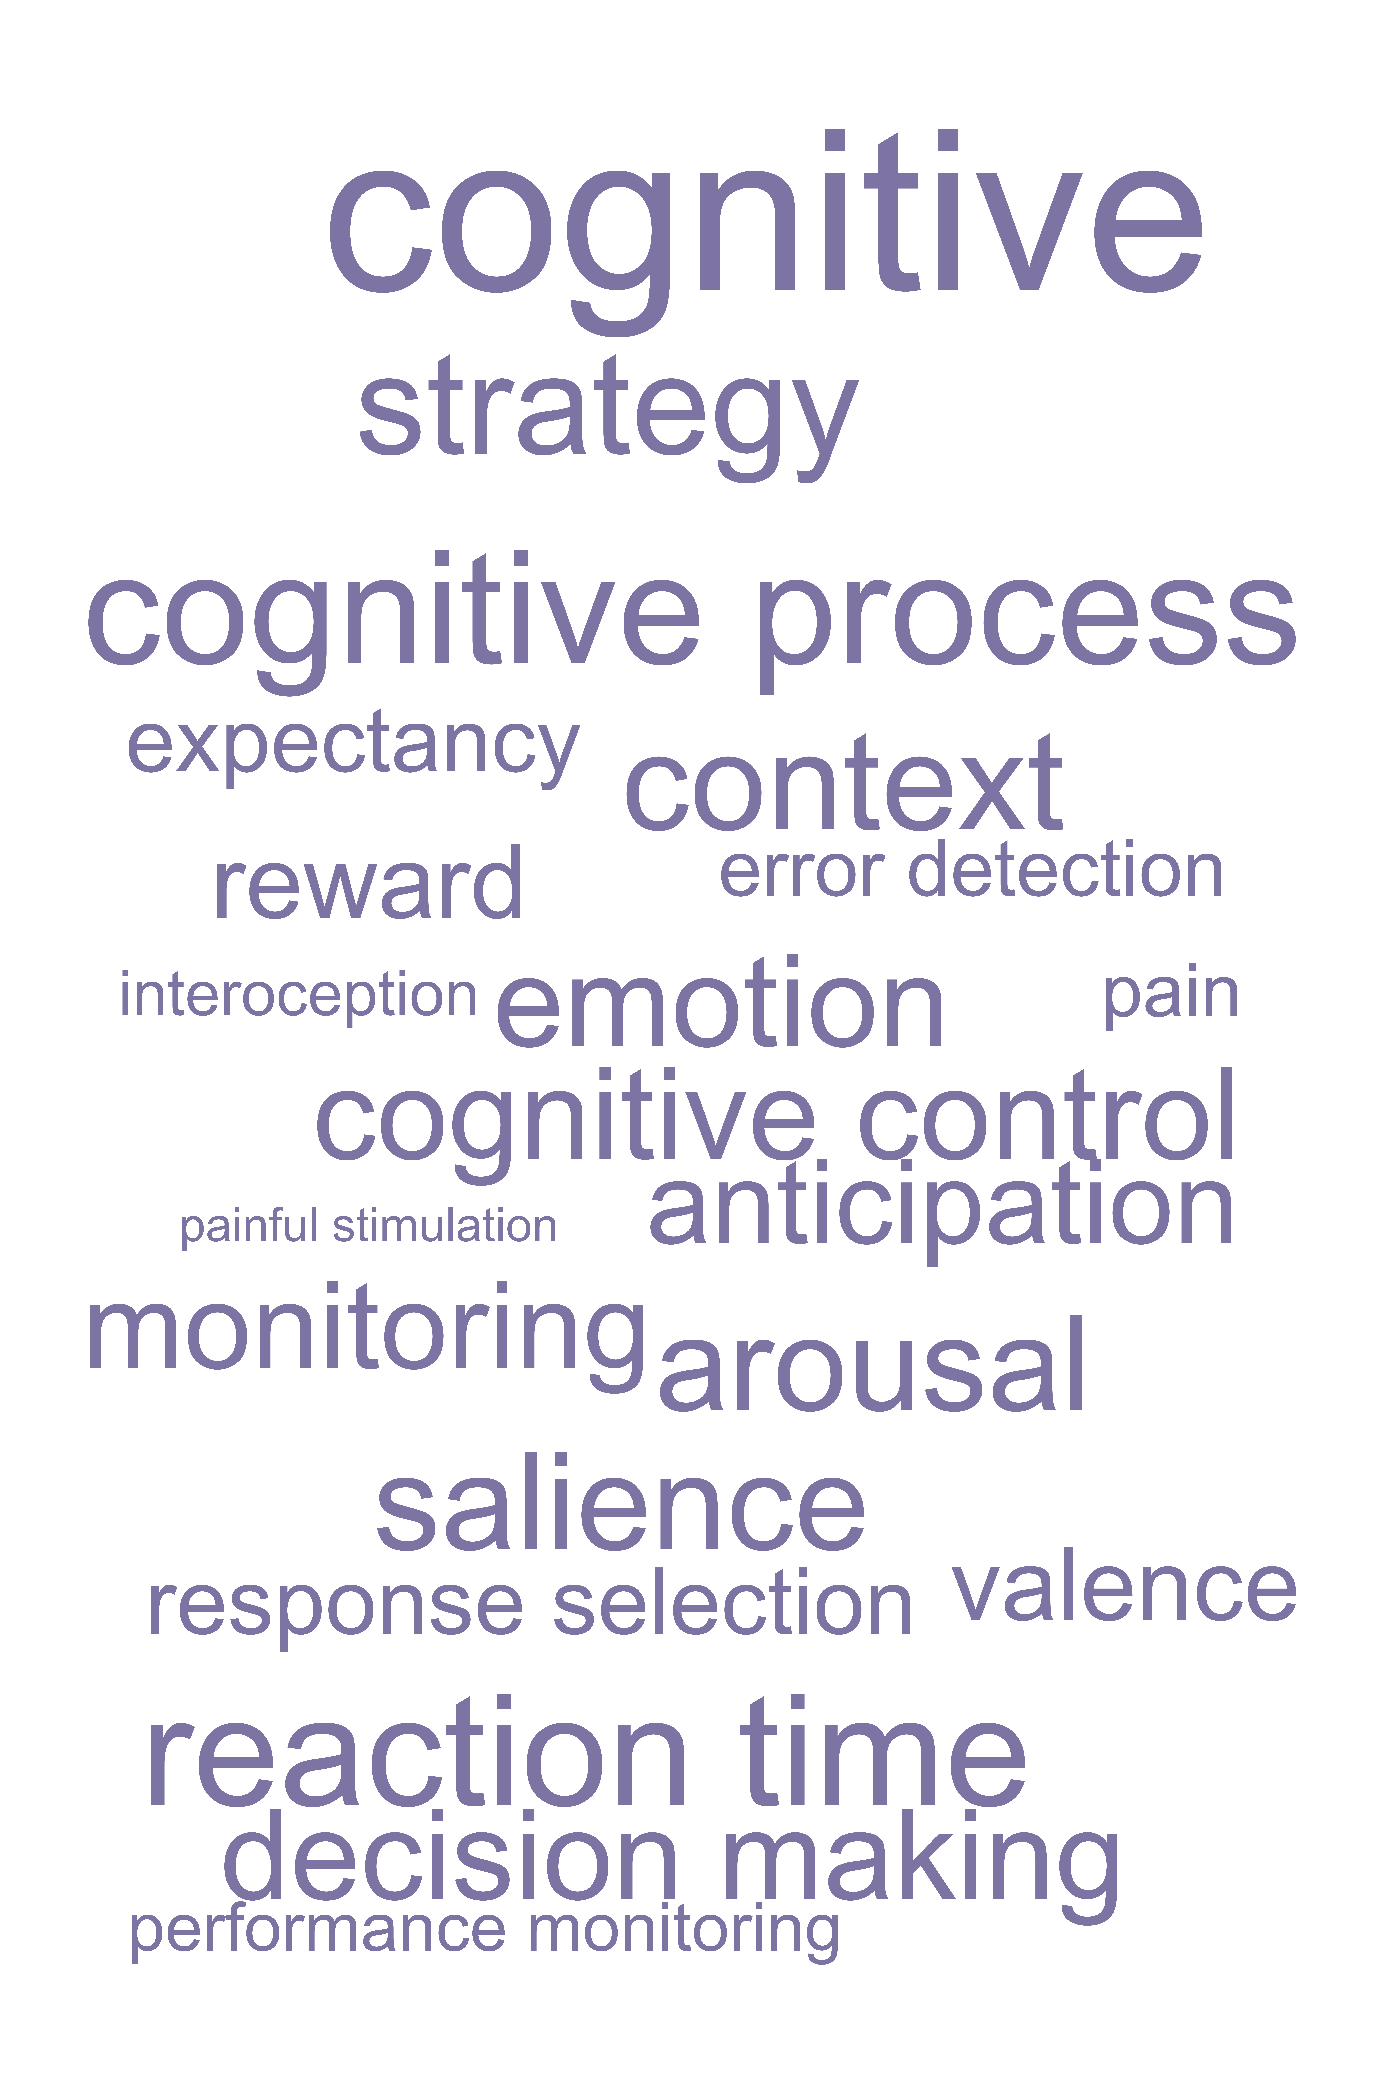 cognitive
strategy
cognitive process
expectancy
context
reward
error detection
interoception
emotion
pain
cognitive control
anticipation
painful stimulation
monitoring
arousal
salience
response selection
valence
reaction time
decision making
performance monitoring